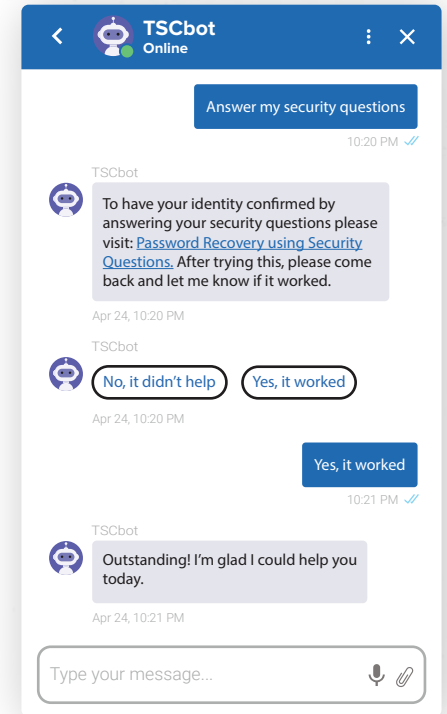 TSCbot
Online
Answer my security questions
10:20 PM
TSCbot
To have your identity confirmed by
answering your security questions please
visit: Password Recovery using Security
Questions. After trying this, please come
back and let me know if it worked.
Apr 24, 10:20 PM
TSCbot
No, it didn’t help Yes, it worked
Apr 24, 10:20 PM
Yes, it worked
10:21 PM
TSCbot
Outstanding! I’m glad I could help you
today.
Apr 24, 10:21 PM
Type your message...